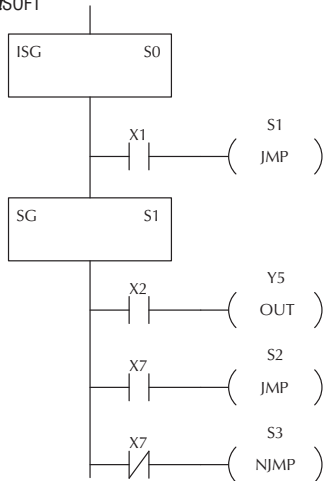 ISG S0
X1 S1
JMP
SG S1
X2 Y5
OUT
X7 S2
JMP
X7 S3
NJMP